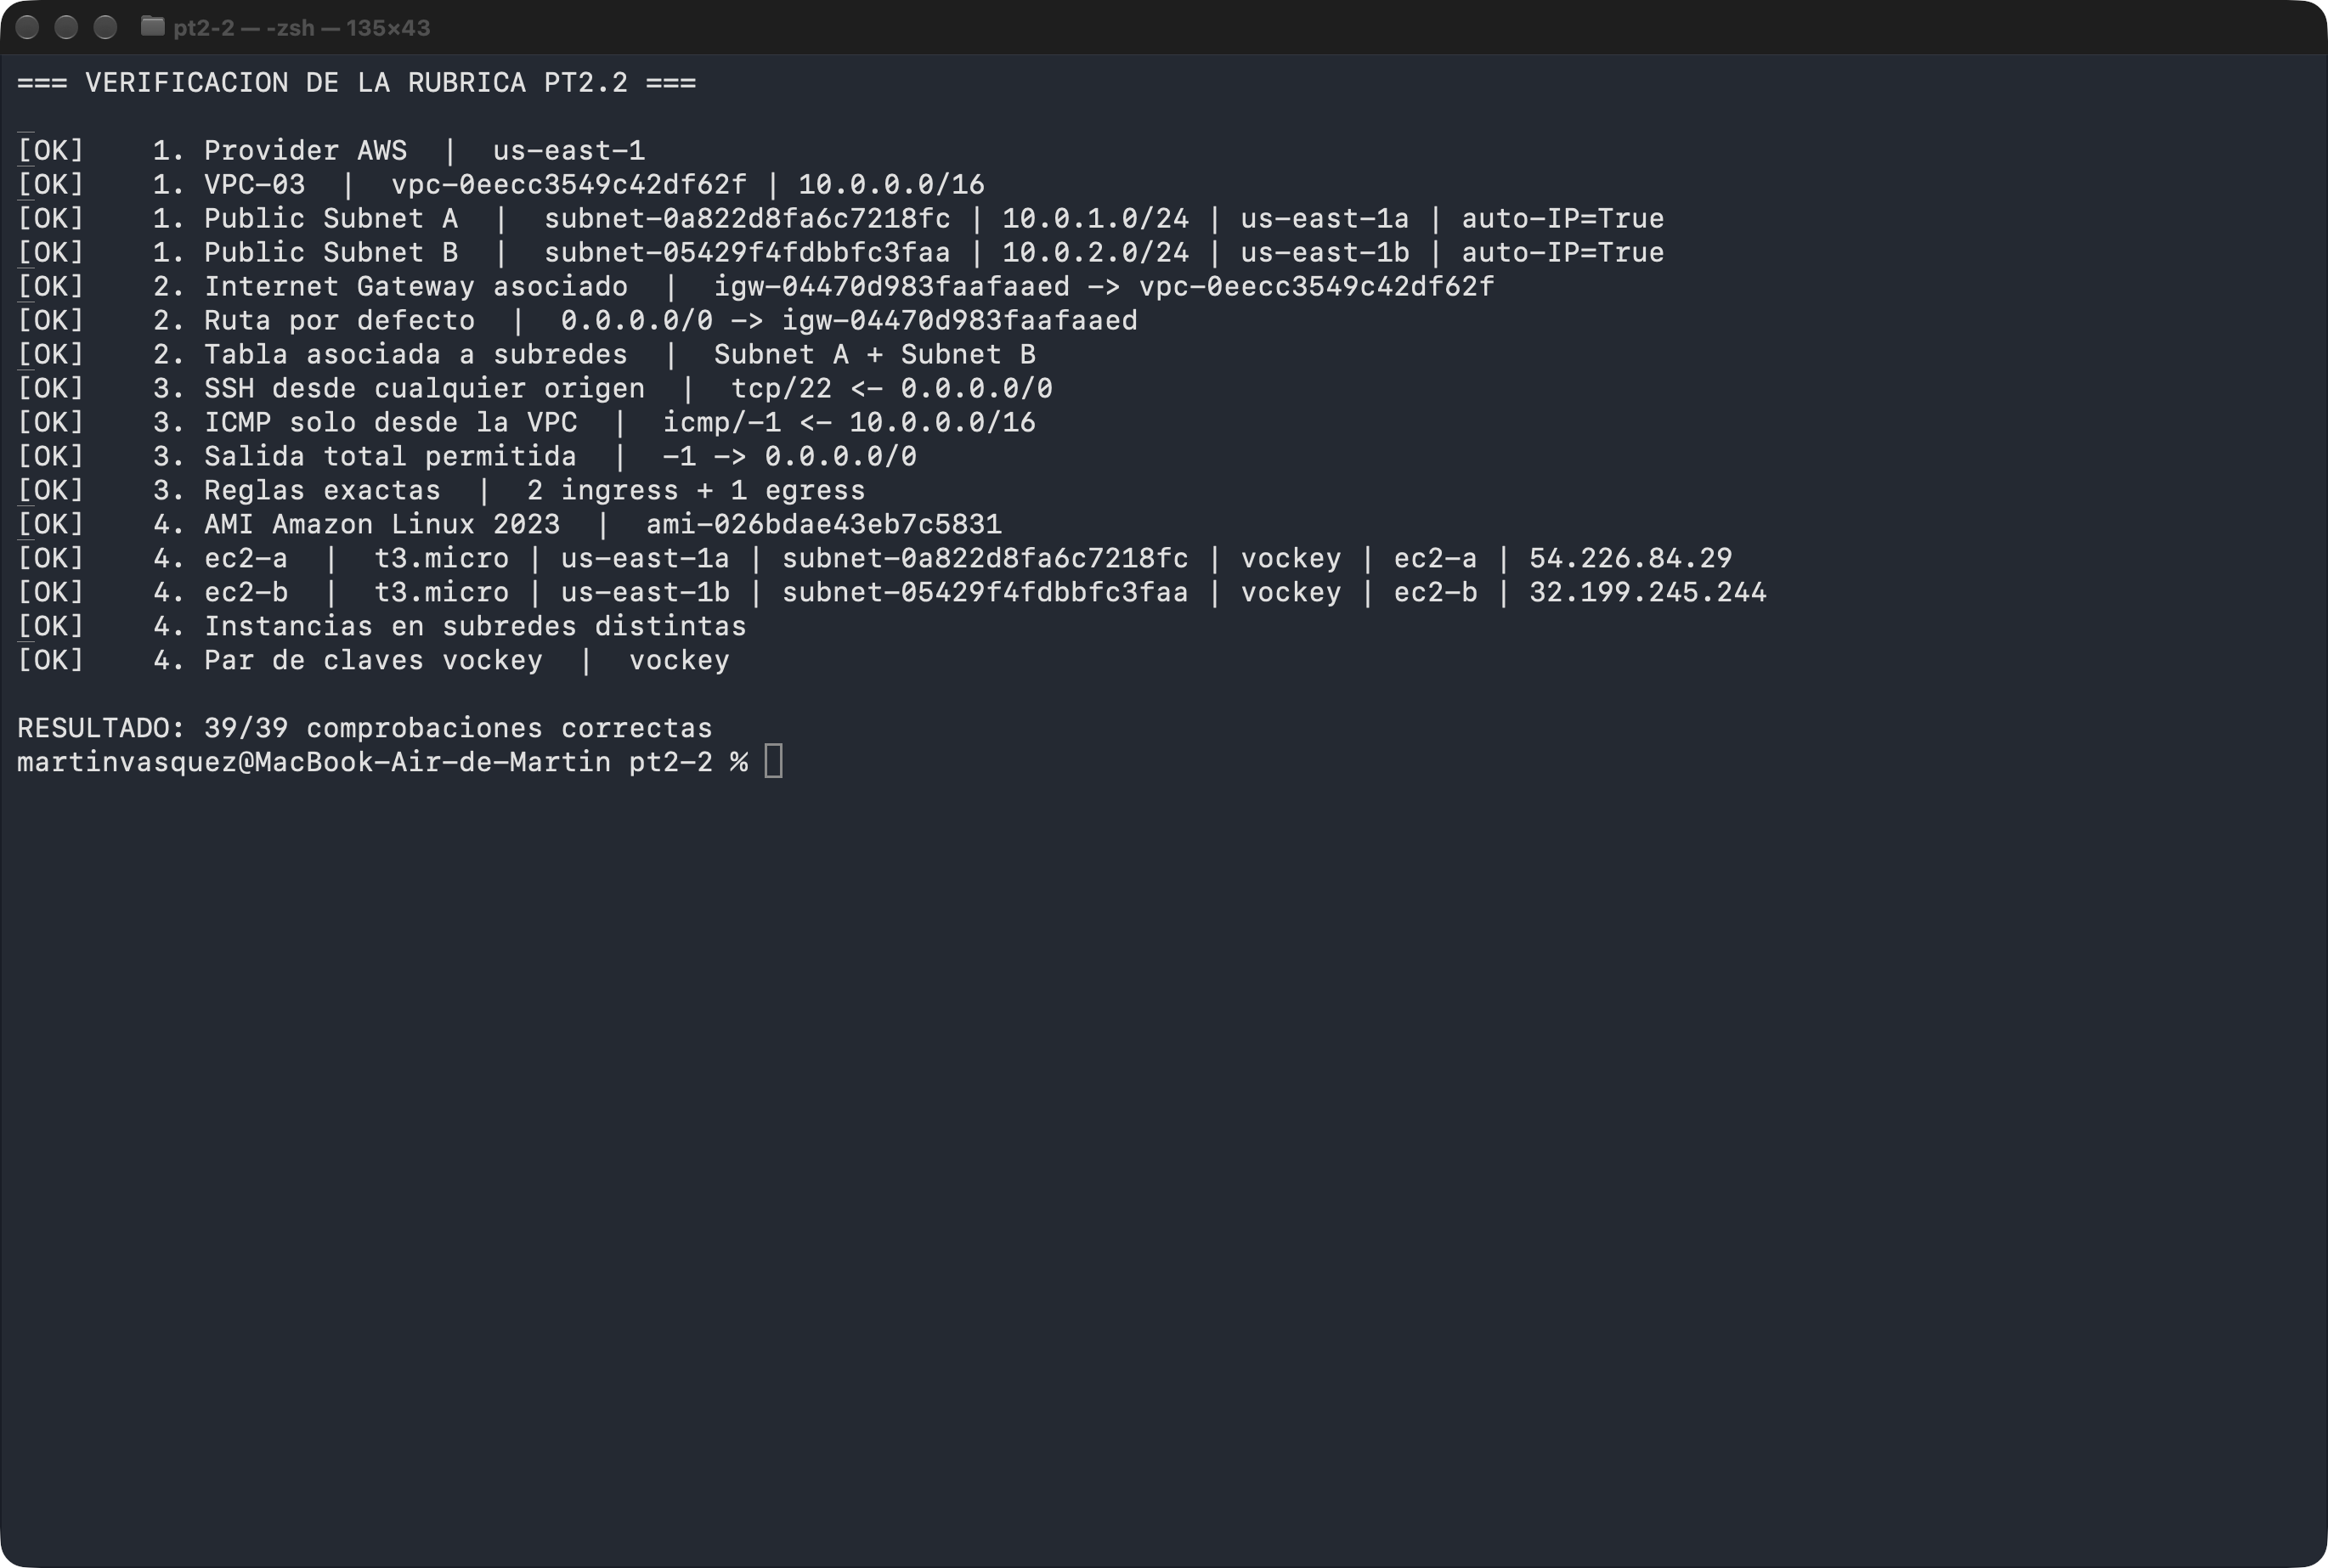 pt2-2 — -zsh — 135×43
=== VERIFICACION DE LA RUBRICA PT2.2 ===
[OK]    1. Provider AWS  |  us-east-1
[OK]    1. VPC-03  |  vpc-0eecc3549c42df62f | 10.0.0.0/16
[OK]    1. Public Subnet A  |  subnet-0a822d8fa6c7218fc | 10.0.1.0/24 | us-east-1a | auto-IP=True
[OK]    1. Public Subnet B  |  subnet-05429f4fdbbfc3faa | 10.0.2.0/24 | us-east-1b | auto-IP=True
[OK]    2. Internet Gateway asociado  |  igw-04470d983faafaaed -> vpc-0eecc3549c42df62f
[OK]    2. Ruta por defecto  |  0.0.0.0/0 -> igw-04470d983faafaaed
[OK]    2. Tabla asociada a subredes  |  Subnet A + Subnet B
[OK]    3. SSH desde cualquier origen  |  tcp/22 <- 0.0.0.0/0
[OK]    3. ICMP solo desde la VPC  |  icmp/-1 <- 10.0.0.0/16
[OK]    3. Salida total permitida  |  -1 -> 0.0.0.0/0
[OK]    3. Reglas exactas  |  2 ingress + 1 egress
[OK]    4. AMI Amazon Linux 2023  |  ami-026bdae43eb7c5831
[OK]    4. ec2-a  |  t3.micro | us-east-1a | subnet-0a822d8fa6c7218fc | vockey | ec2-a | 54.226.84.29
[OK]    4. ec2-b  |  t3.micro | us-east-1b | subnet-05429f4fdbbfc3faa | vockey | ec2-b | 32.199.245.244
[OK]    4. Instancias en subredes distintas
[OK]    4. Par de claves vockey  |  vockey
RESULTADO: 39/39 comprobaciones correctas
martinvasquez@MacBook-Air-de-Martin pt2-2 %